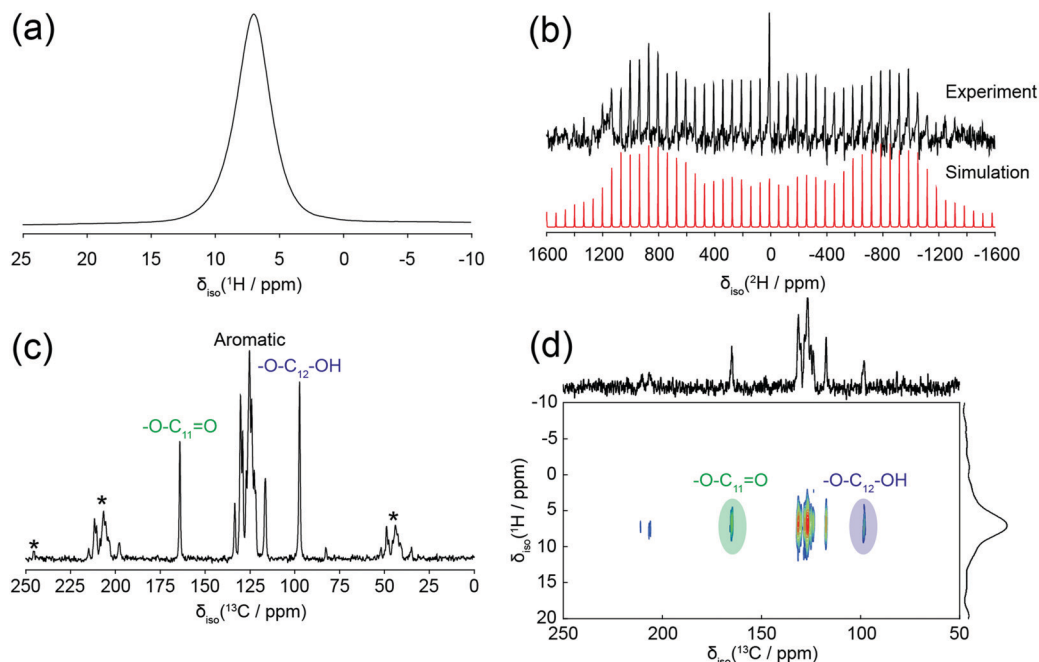 (a)
25 20 15 10 5 0 -5 -10
δiso(¹H / ppm)
(b)
Experiment
Simulation
1600 1200 800 400 0 -400 -800 -1200 -1600
δiso(²H / ppm)
(c)
Aromatic
-O-C₁₂-OH
-O-C₁₁=O
* * *
250 225 200 175 150 125 100 75 50 25 0
δiso(¹³C / ppm)
(d)
-10
-5
0
5
10
15
20
δiso(¹H / ppm)
-O-C₁₁=O -O-C₁₂-OH
250 200 150 100 50
δiso(¹³C / ppm)